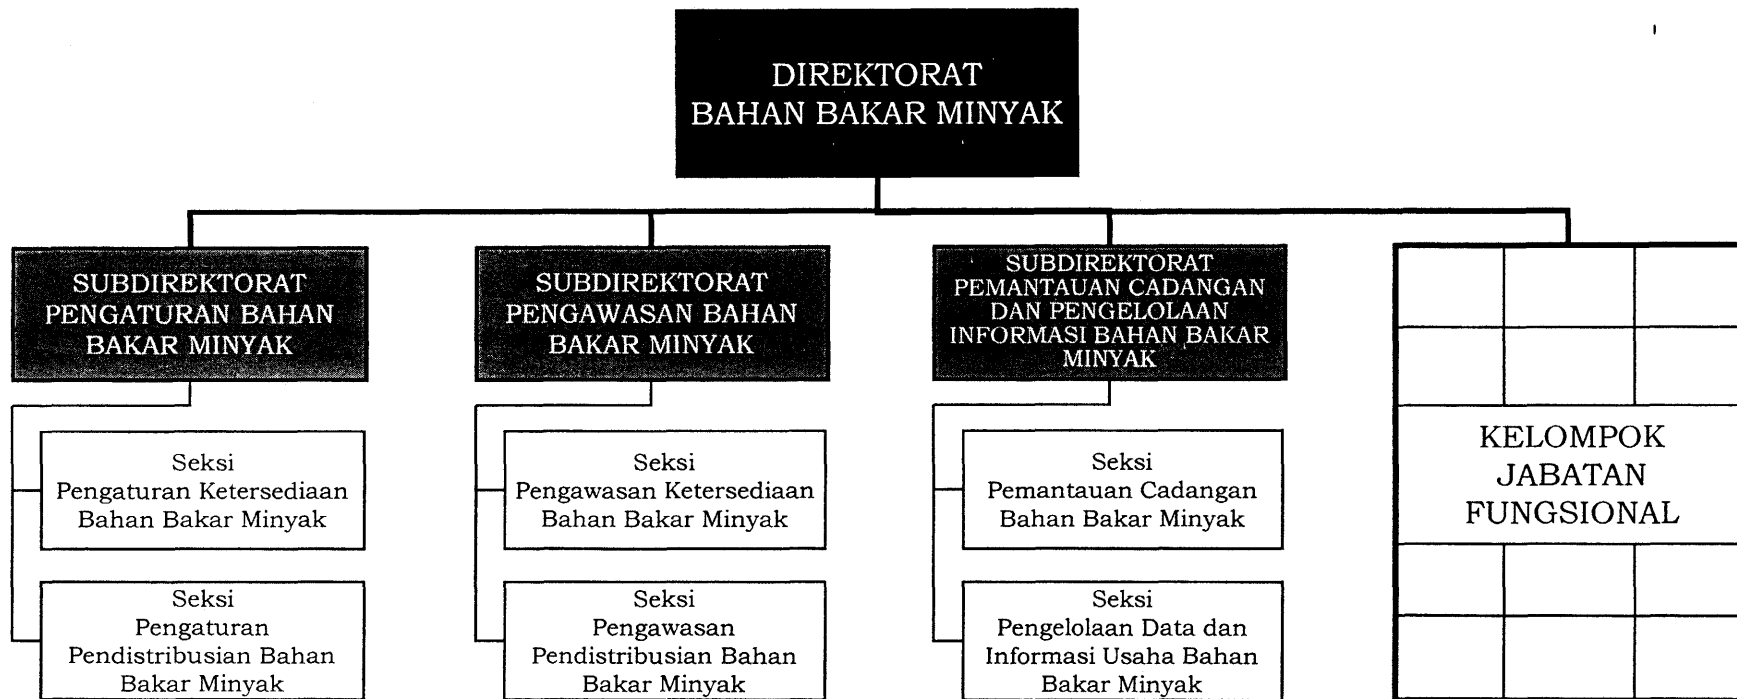 DIREKTORAT
BAHAN BAKAR MINYAK
SUBDIREKTORAT
PENGATURAN BAHAN
BAKAR MINYAK
SUBDIREKTORAT
PENGAWASAN BAHAN
BAKAR MINYAK
SUBDIREKTORAT
PEMANTAUAN CADANGAN
DAN PENGELOLAAN
INFORMASI BAHAN BAKAR
MINYAK
Seksi
Pengaturan Ketersediaan
Bahan Bakar Minyak
Seksi
Pengawasan Ketersediaan
Bahan Bakar Minyak
Seksi
Pemantauan Cadangan
Bahan Bakar Minyak
KELOMPOK
JABATAN
FUNGSIONAL
Seksi
Pengaturan
Pendistribusian Bahan
Bakar Minyak
Seksi
Pengawasan
Pendistribusian Bahan
Bakar Minyak
Seksi
Pengelolaan Data dan
Informasi Usaha Bahan
Bakar Minyak